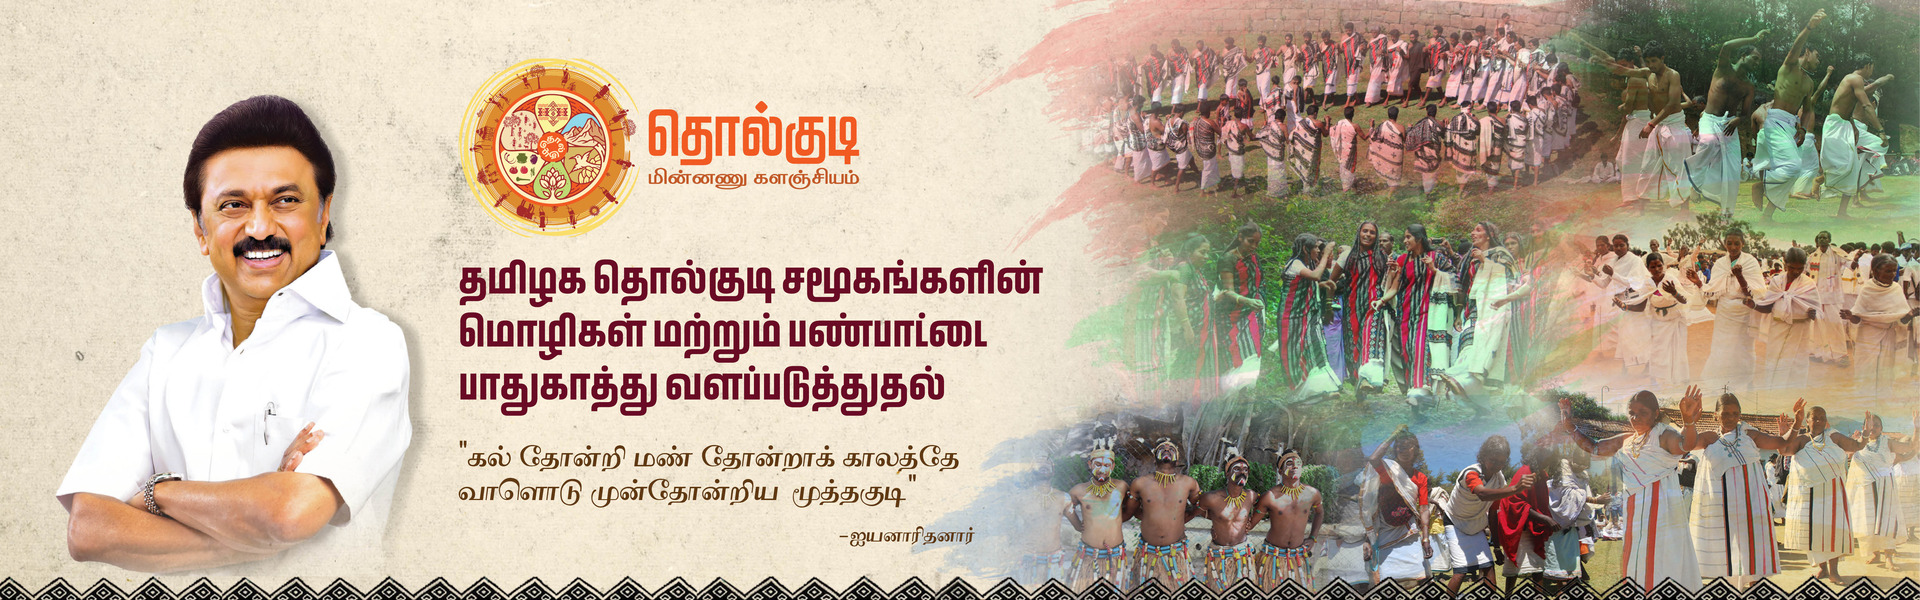 தொல்குடி
மின்னணு களஞ்சியம்
தமிழக தொல்குடி சமூகங்களின்
மொழிகள் மற்றும் பண்பாட்டை
பாதுகாத்து வளப்படுத்துதல்
"கல் தோன்றி மண் தோன்றாக் காலத்தே
வாளொடு முன்தோன்றிய மூத்தகுடி"
-ஐயனாரிதனார்